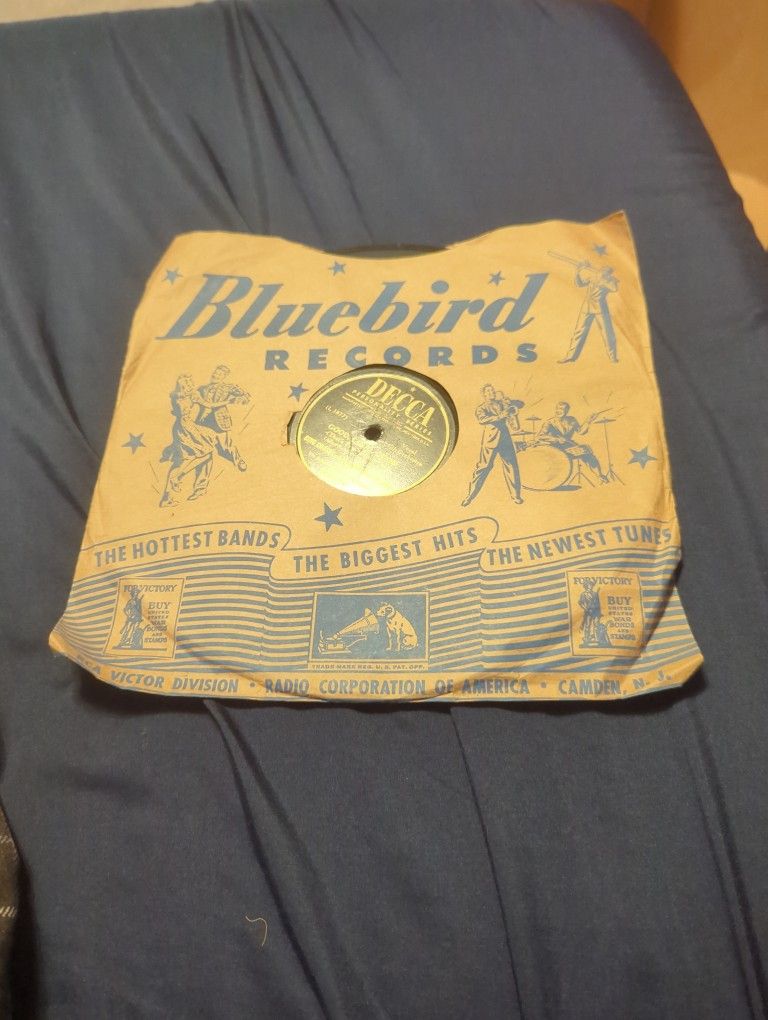 Bluebird
RECORDS
DECCA
PERSONALITY SERIES
THE HOTTEST BANDS
THE BIGGEST HITS
THE NEWEST TUNES
FOR VICTORY
BUY
UNITED
STATES
WAR
BONDS
AND
STAMPS
FOR VICTORY
BUY
UNITED
STATES
WAR
BONDS
AND
STAMPS
TRADE MARK REG. U.S. PAT. OFF.
VICTOR DIVISION • RADIO CORPORATION OF AMERICA • CAMDEN, N. J.